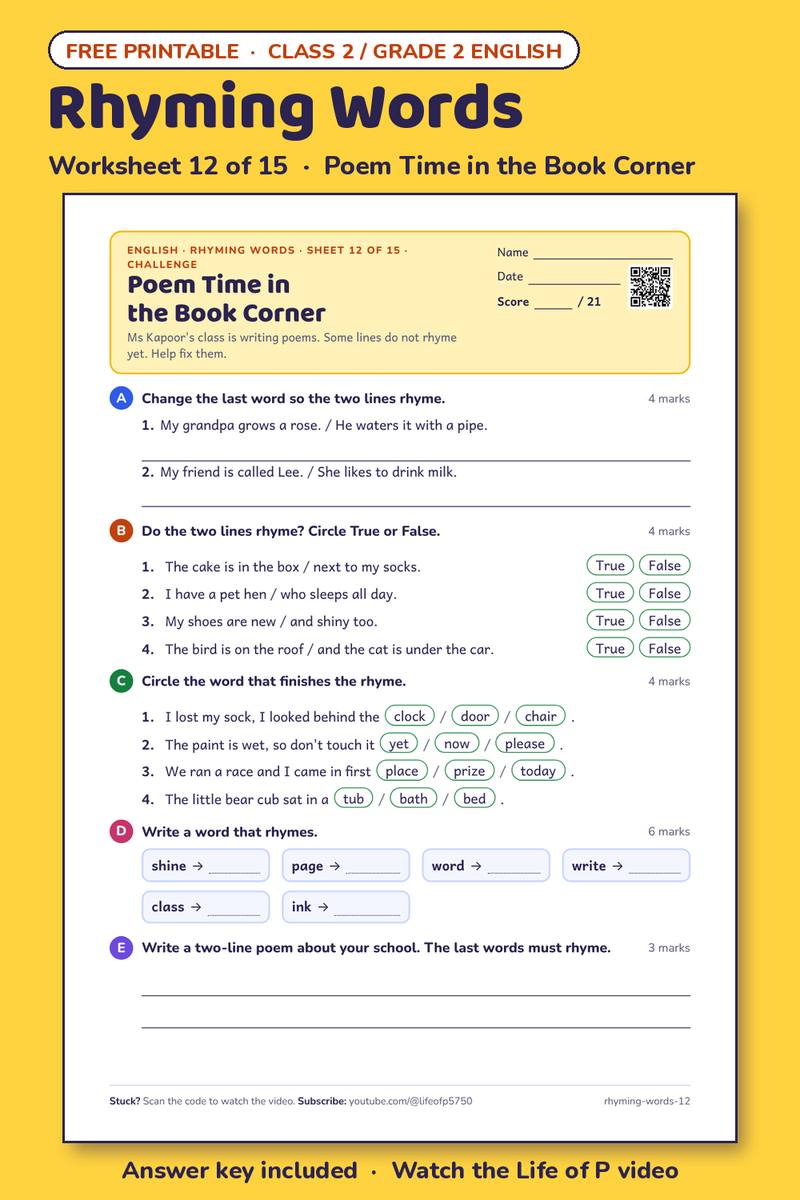 FREE PRINTABLE · CLASS 2 / GRADE 2 ENGLISH
Rhyming Words
Worksheet 12 of 15 · Poem Time in the Book Corner
ENGLISH · RHYMING WORDS · SHEET 12 OF 15 ·
CHALLENGE
Poem Time in
the Book Corner
Ms Kapoor's class is writing poems. Some lines do not rhyme
yet. Help fix them.
Name
Date
Score / 21
A Change the last word so the two lines rhyme. 4 marks
1. My grandpa grows a rose. / He waters it with a pipe.
2. My friend is called Lee. / She likes to drink milk.
B Do the two lines rhyme? Circle True or False. 4 marks
1. The cake is in the box / next to my socks. True False
2. I have a pet hen / who sleeps all day. True False
3. My shoes are new / and shiny too. True False
4. The bird is on the roof / and the cat is under the car. True False
C Circle the word that finishes the rhyme. 4 marks
1. I lost my sock, I looked behind the clock / door / chair .
2. The paint is wet, so don't touch it yet / now / please .
3. We ran a race and I came in first place / prize / today .
4. The little bear cub sat in a tub / bath / bed .
D Write a word that rhymes. 6 marks
shine → page → word → write →
class → ink →
E Write a two-line poem about your school. The last words must rhyme. 3 marks
Stuck? Scan the code to watch the video. Subscribe: youtube.com/@lifeofp5750 rhyming-words-12
Answer key included · Watch the Life of P video